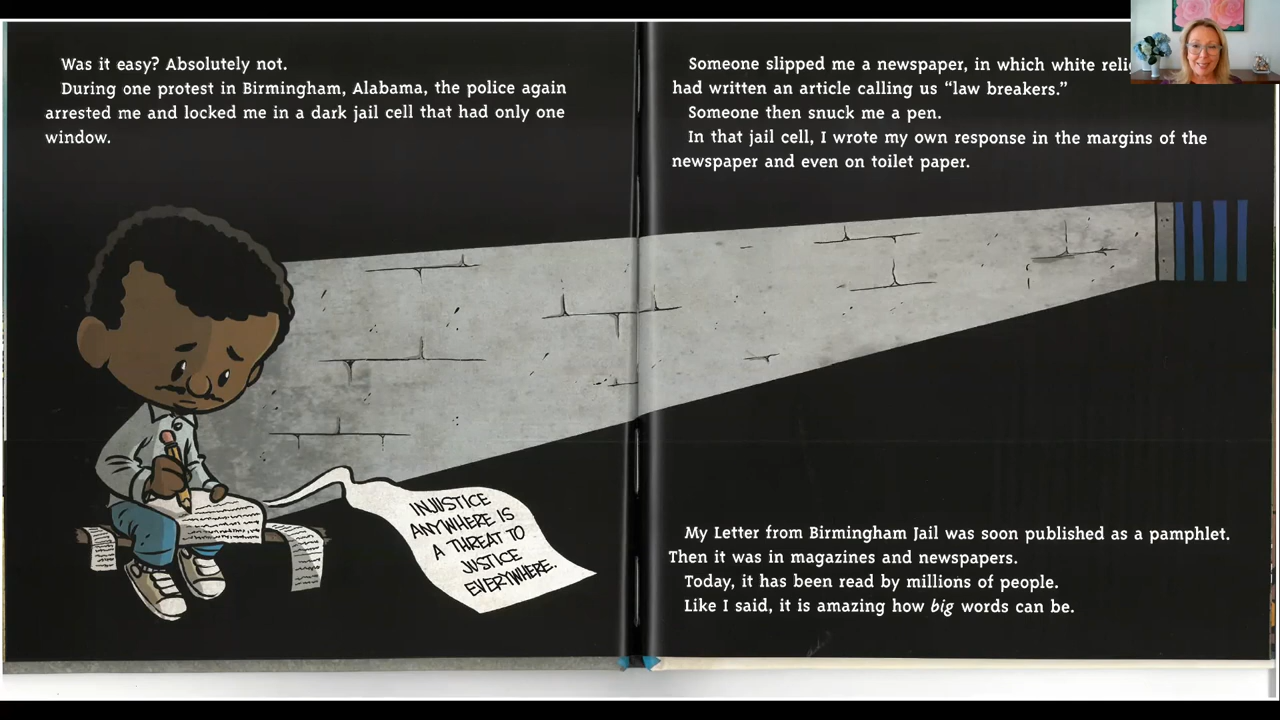 Was it easy? Absolutely not.
During one protest in Birmingham, Alabama, the police again
arrested me and locked me in a dark jail cell that had only one
window.
INJUSTICE
ANYWHERE IS
A THREAT TO
JUSTICE
EVERYWHERE.
Someone slipped me a newspaper, in which white
had written an article calling us “law breakers.”
Someone then snuck me a pen.
In that jail cell, I wrote my own response in the margins of the
newspaper and even on toilet paper.
My Letter from Birmingham Jail was soon published as a pamphlet.
Then it was in magazines and newspapers.
Today, it has been read by millions of people.
Like I said, it is amazing how big words can be.